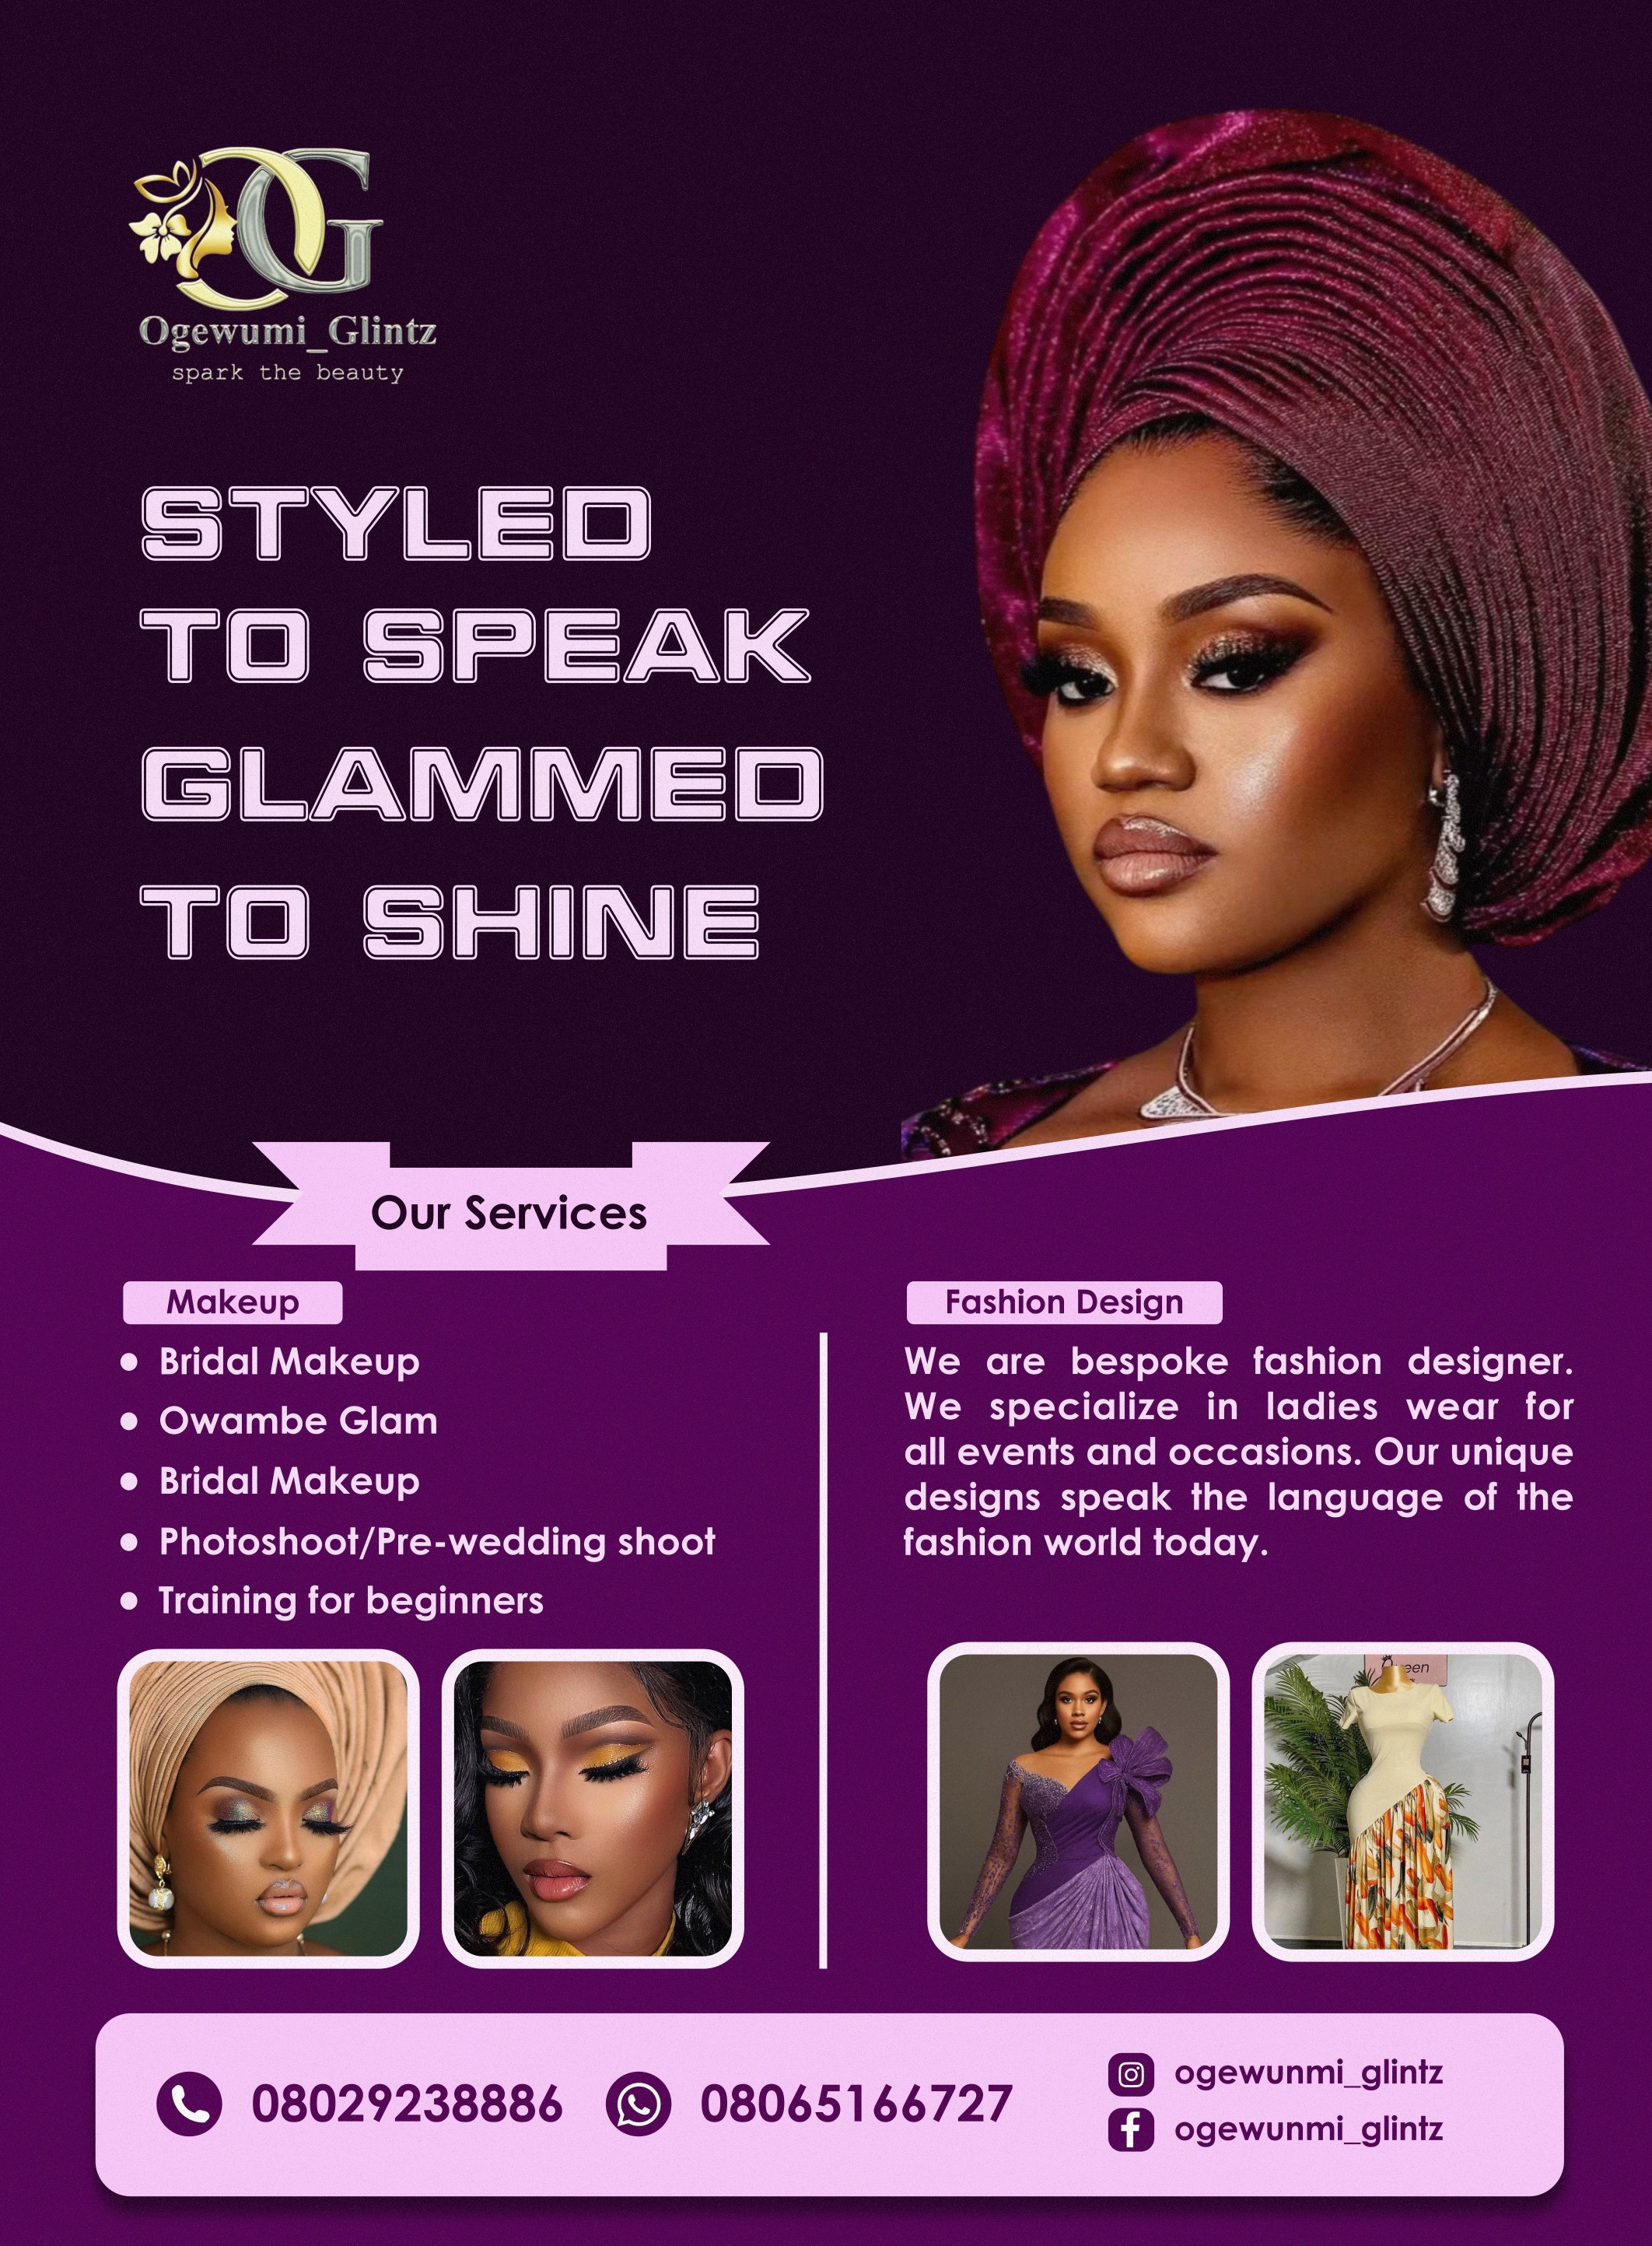 OG
Ogewumi_Glintz
spark the beauty
STYLED
TO SPEAK
GLAMMED
TO SHINE
Our Services
Makeup
Bridal Makeup
Owambe Glam
Bridal Makeup
Photoshoot/Pre-wedding shoot
Training for beginners
Fashion Design
We are bespoke fashion designer.
We specialize in ladies wear for
all events and occasions. Our unique
designs speak the language of the
fashion world today.
08029238886
08065166727
ogewunmi_glintz
ogewunmi_glintz